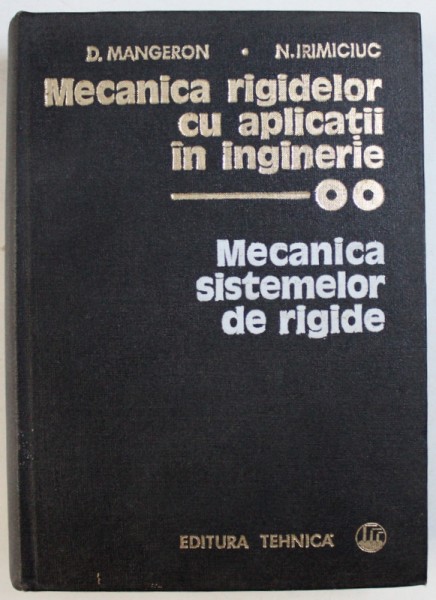 D. MANGERON • N. IRIMICIUC
Mecanica rigidelor
cu aplicații
în inginerie
Mecanica
sistemelor
de rigide
EDITURA TEHNICĂ